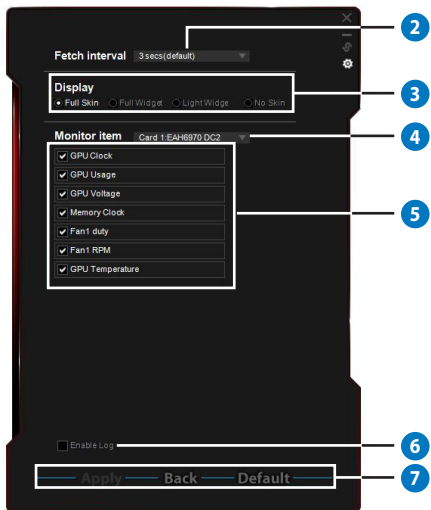 2
Fetch interval 3 secs(default)
Display
3
Full Skin Full Widget Light Widge No Skin
Monitor item Card 1:EAH6970 DC2
4
GPU Clock
GPU Usage
GPU Voltage
Memory Clock
5
Fan1 duty
Fan1 RPM
GPU Temperature
Enable Log
6
Apply Back Default
7